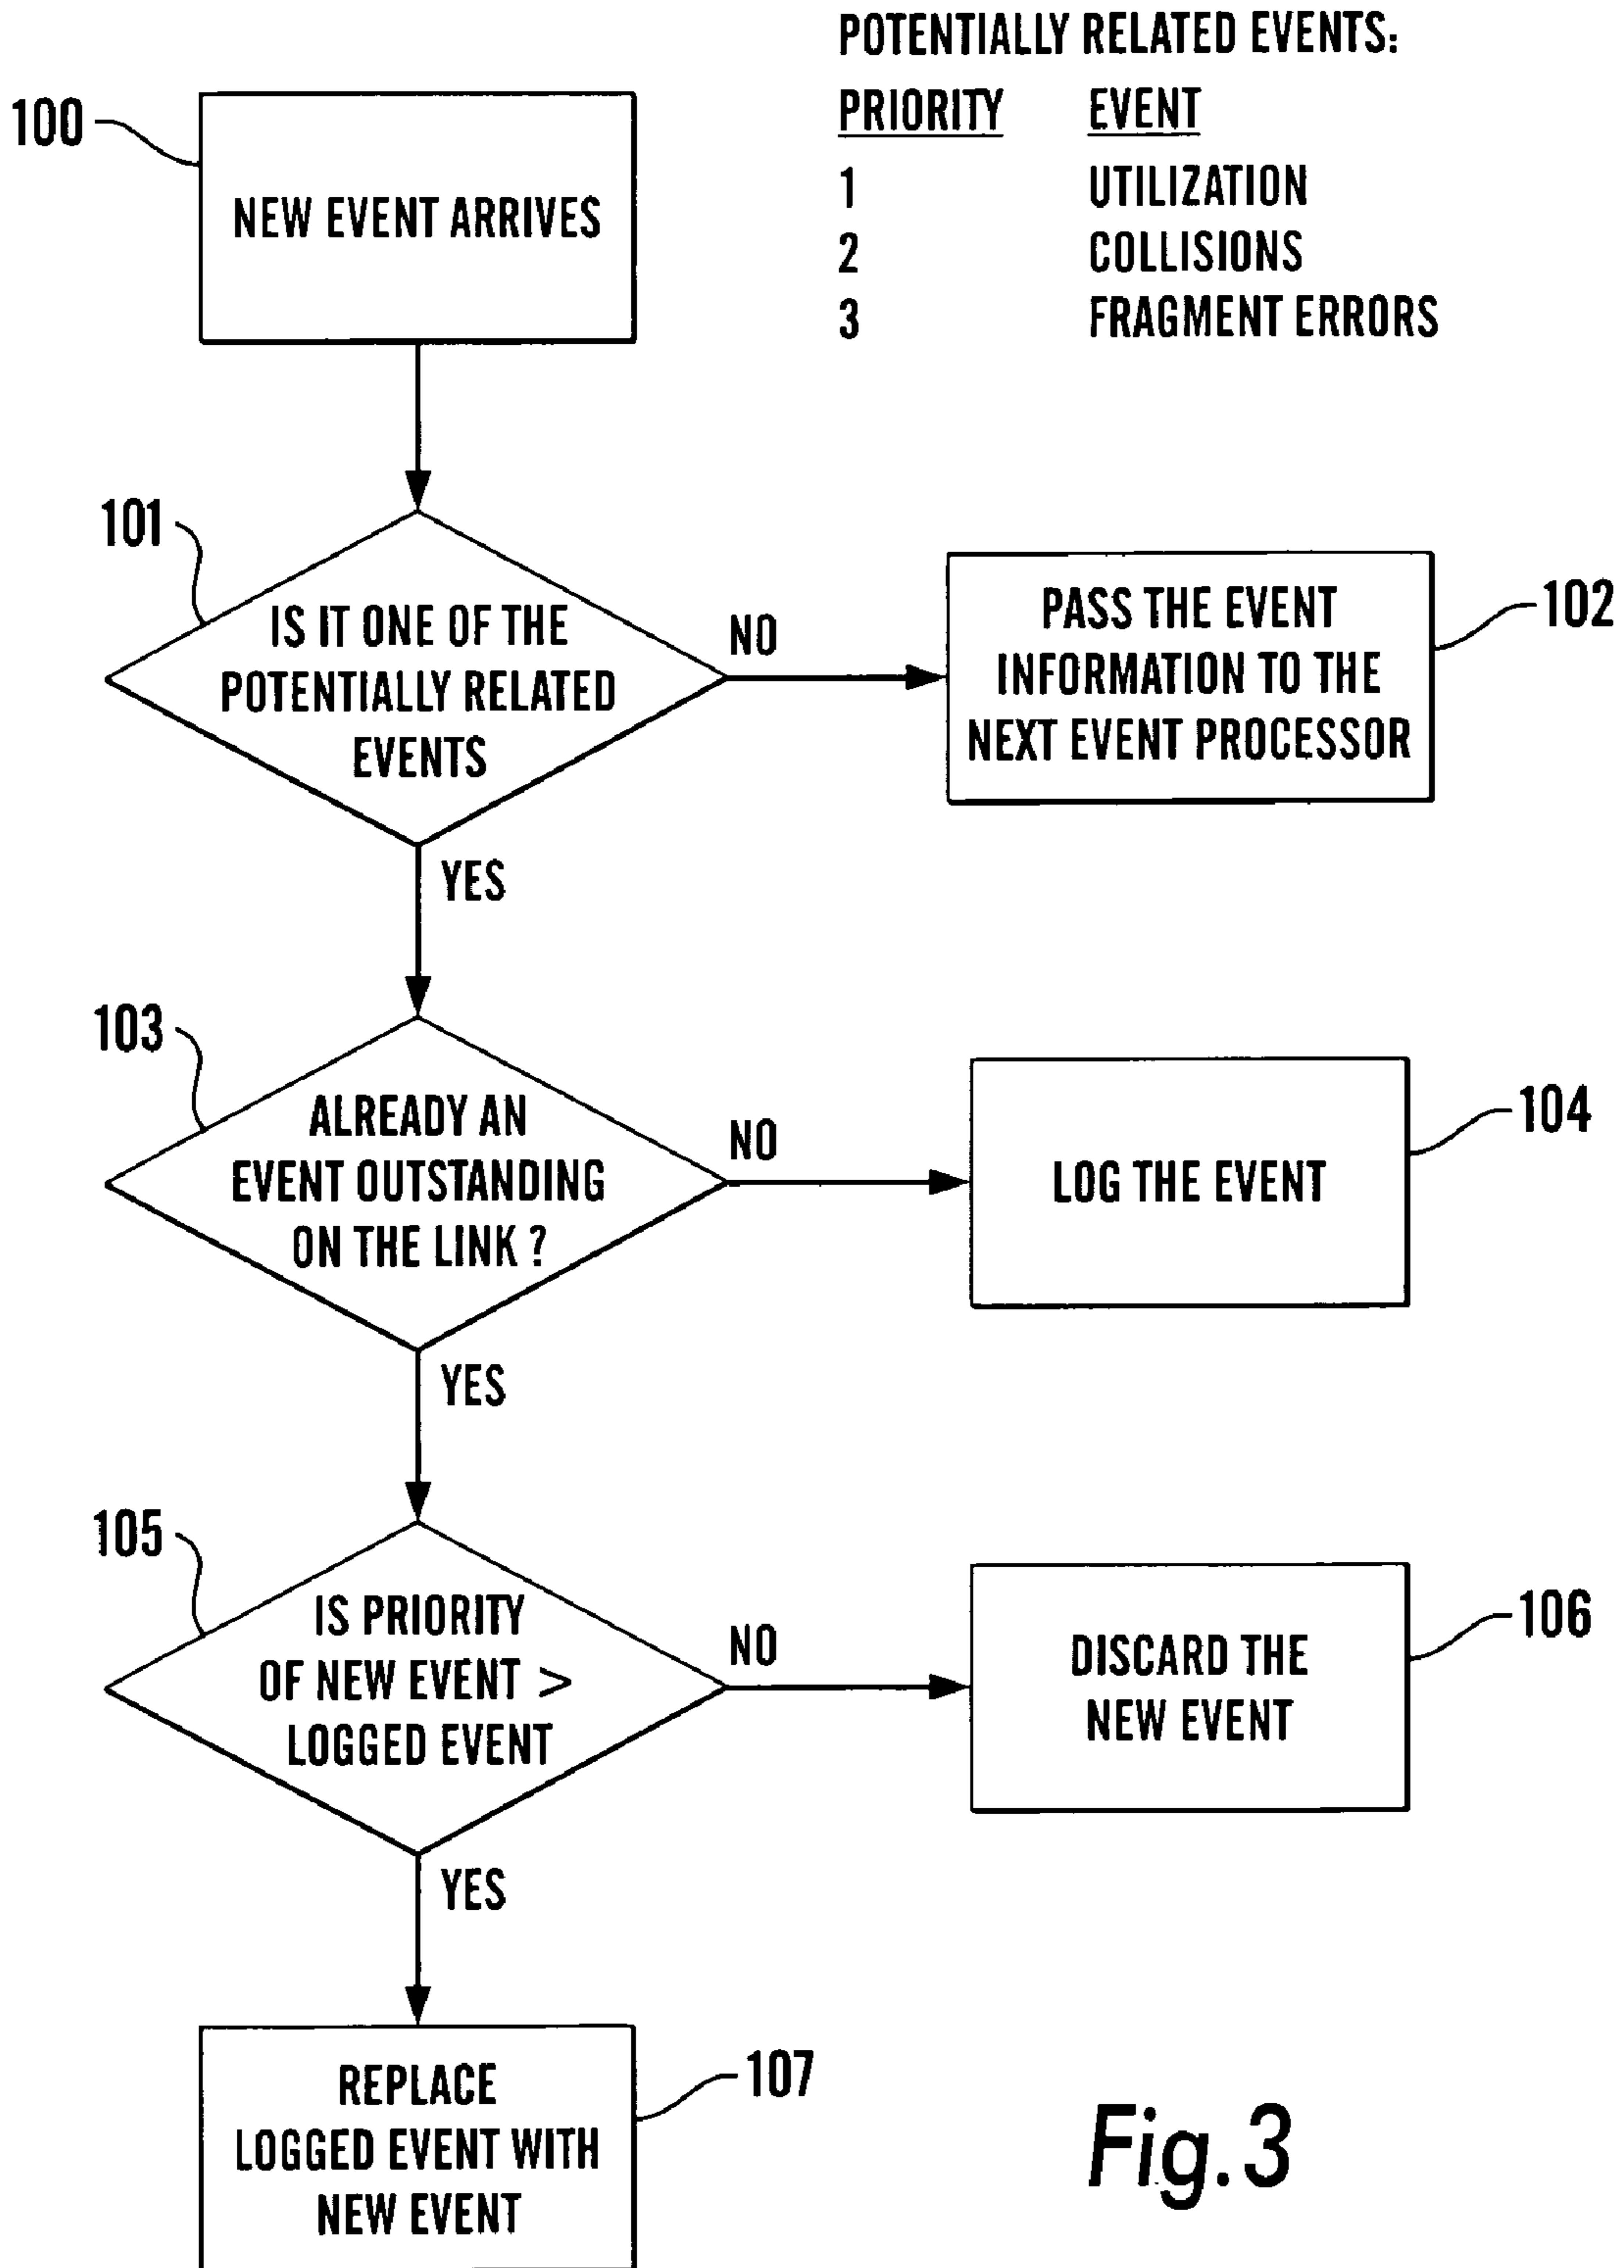 POTENTIALLY RELATED EVENTS:
PRIORITY EVENT
1 UTILIZATION
2 COLLISIONS
3 FRAGMENT ERRORS
100
NEW EVENT ARRIVES
101
IS IT ONE OF THE
POTENTIALLY RELATED
EVENTS
NO
PASS THE EVENT
INFORMATION TO THE
NEXT EVENT PROCESSOR
102
YES
103
ALREADY AN
EVENT OUTSTANDING
ON THE LINK ?
NO
LOG THE EVENT
104
YES
105
IS PRIORITY
OF NEW EVENT >
LOGGED EVENT
NO
DISCARD THE
NEW EVENT
106
YES
REPLACE
LOGGED EVENT WITH
NEW EVENT
107
Fig.3